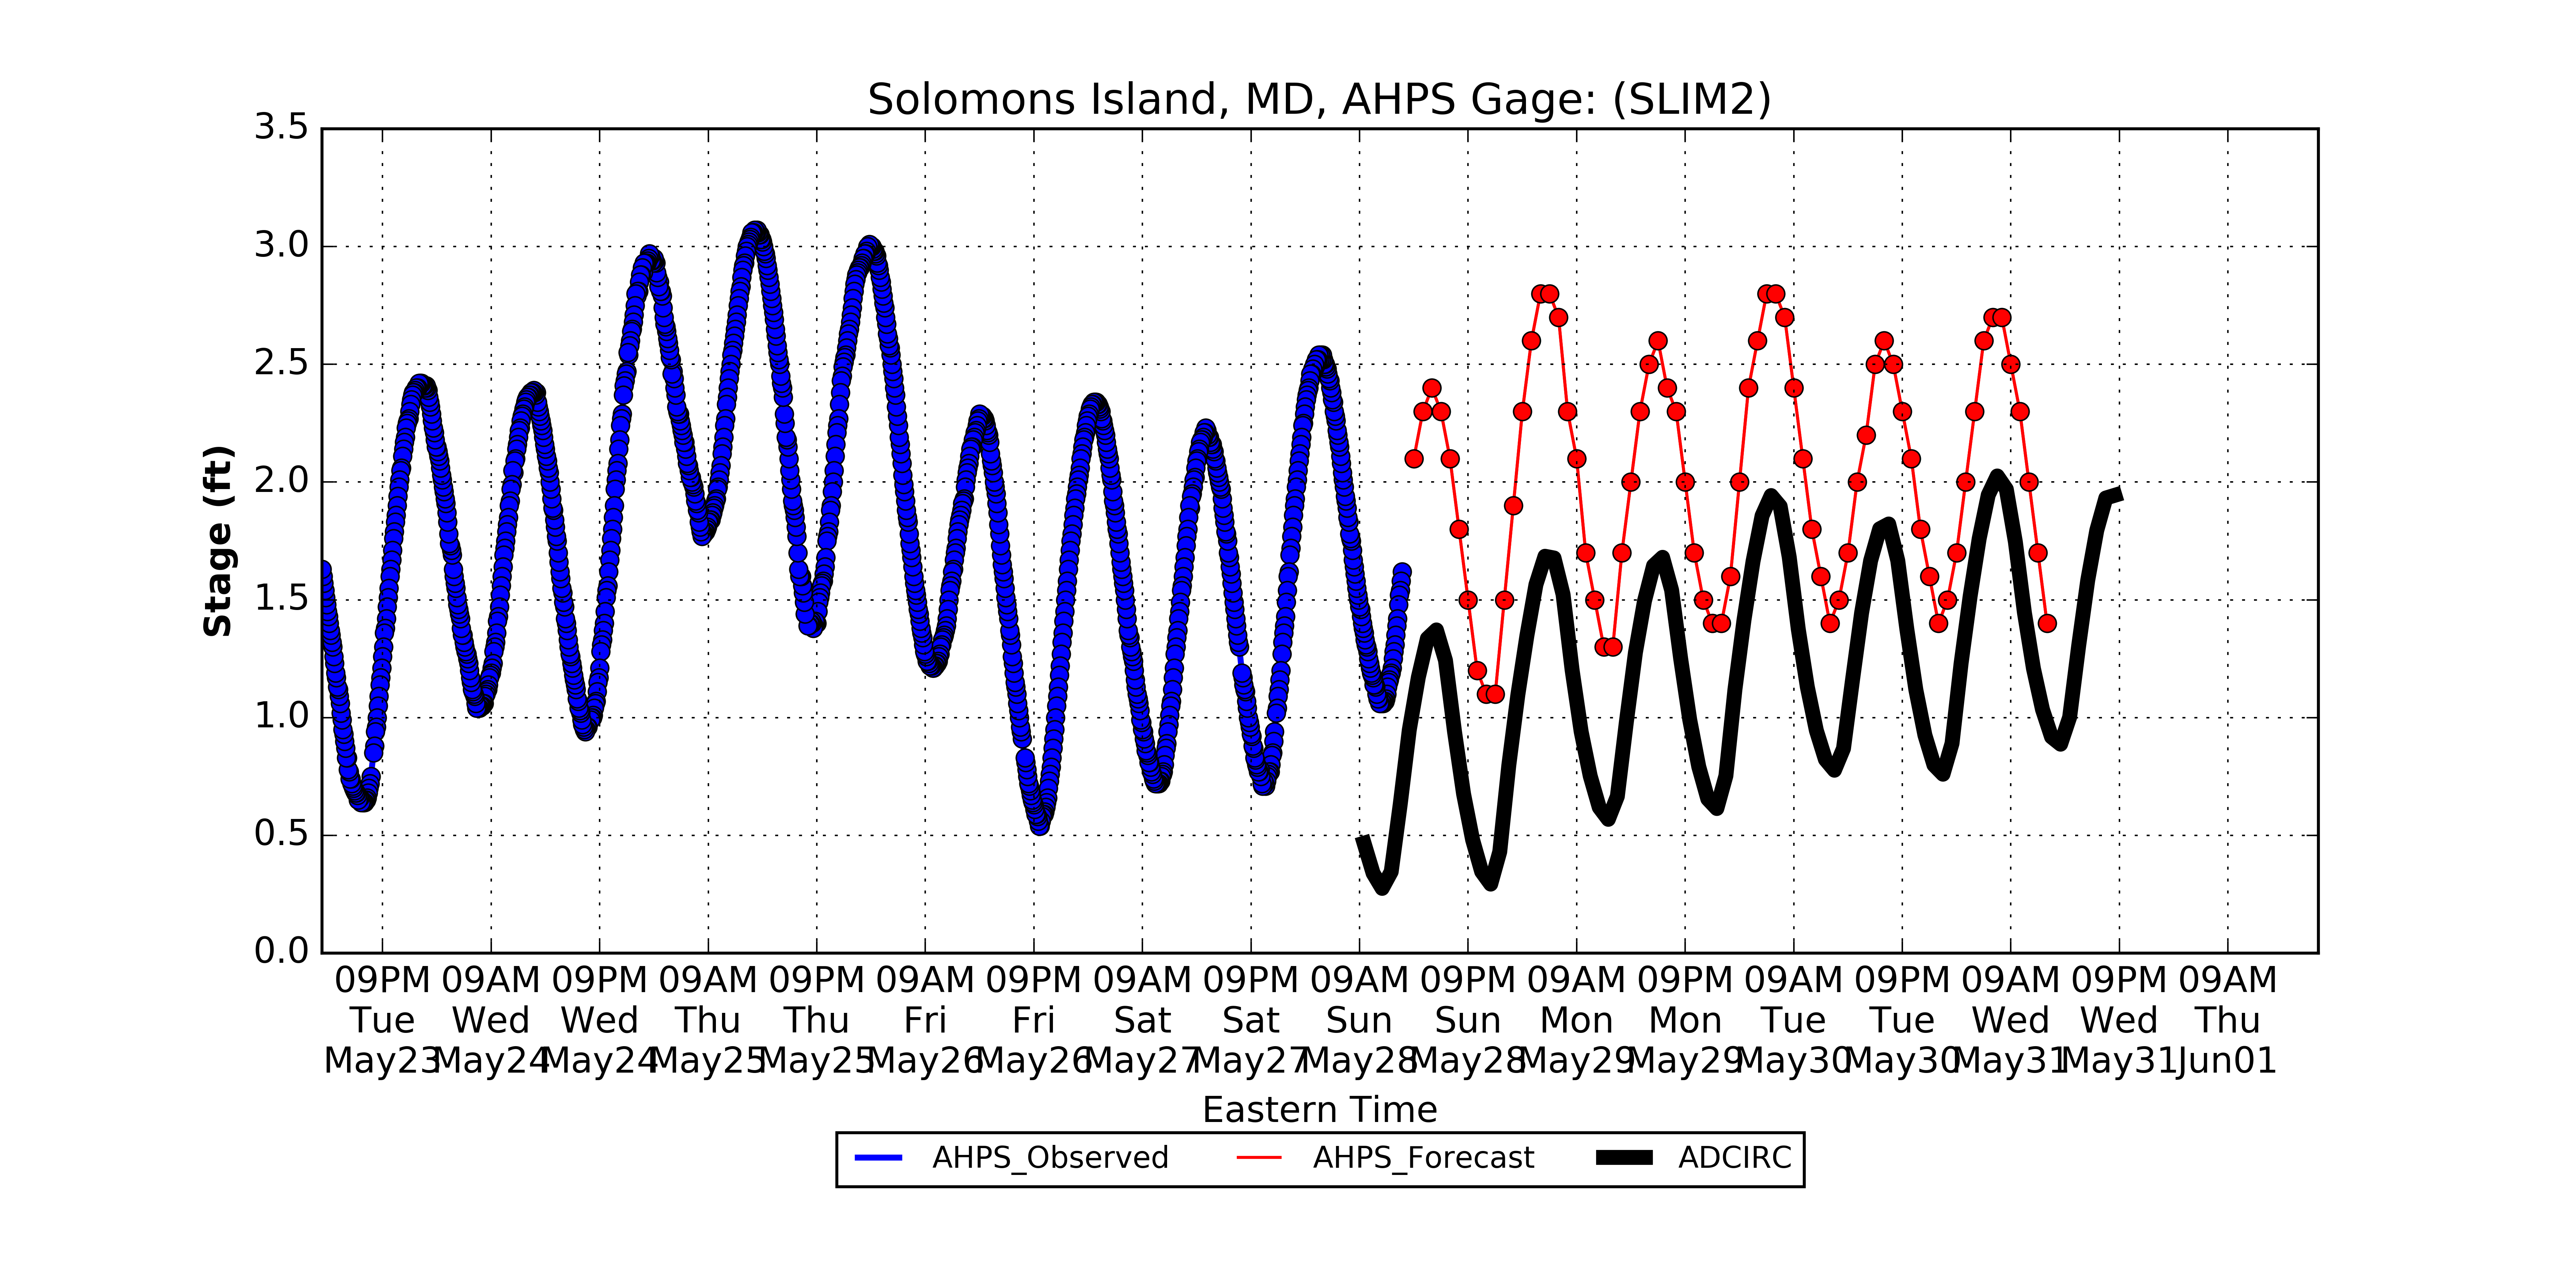 Solomons Island, MD, AHPS Gage: (SLIM2)
Stage (ft)
3.5
3.0
2.5
2.0
1.5
1.0
0.5
0.0
09PM 09AM 09PM 09AM 09PM 09AM 09PM 09AM 09PM 09AM 09PM 09AM 09PM 09AM 09PM 09AM 09PM 09AM
Tue Wed Wed Thu Thu Fri Fri Sat Sat Sun Sun Mon Mon Tue Tue Wed Wed Thu
May23 May24 May24 May25 May25 May26 May26 May27 May27 May28 May28 May29 May29 May30 May30 May31 May31 Jun01
Eastern Time
AHPS_Observed AHPS_Forecast ADCIRC